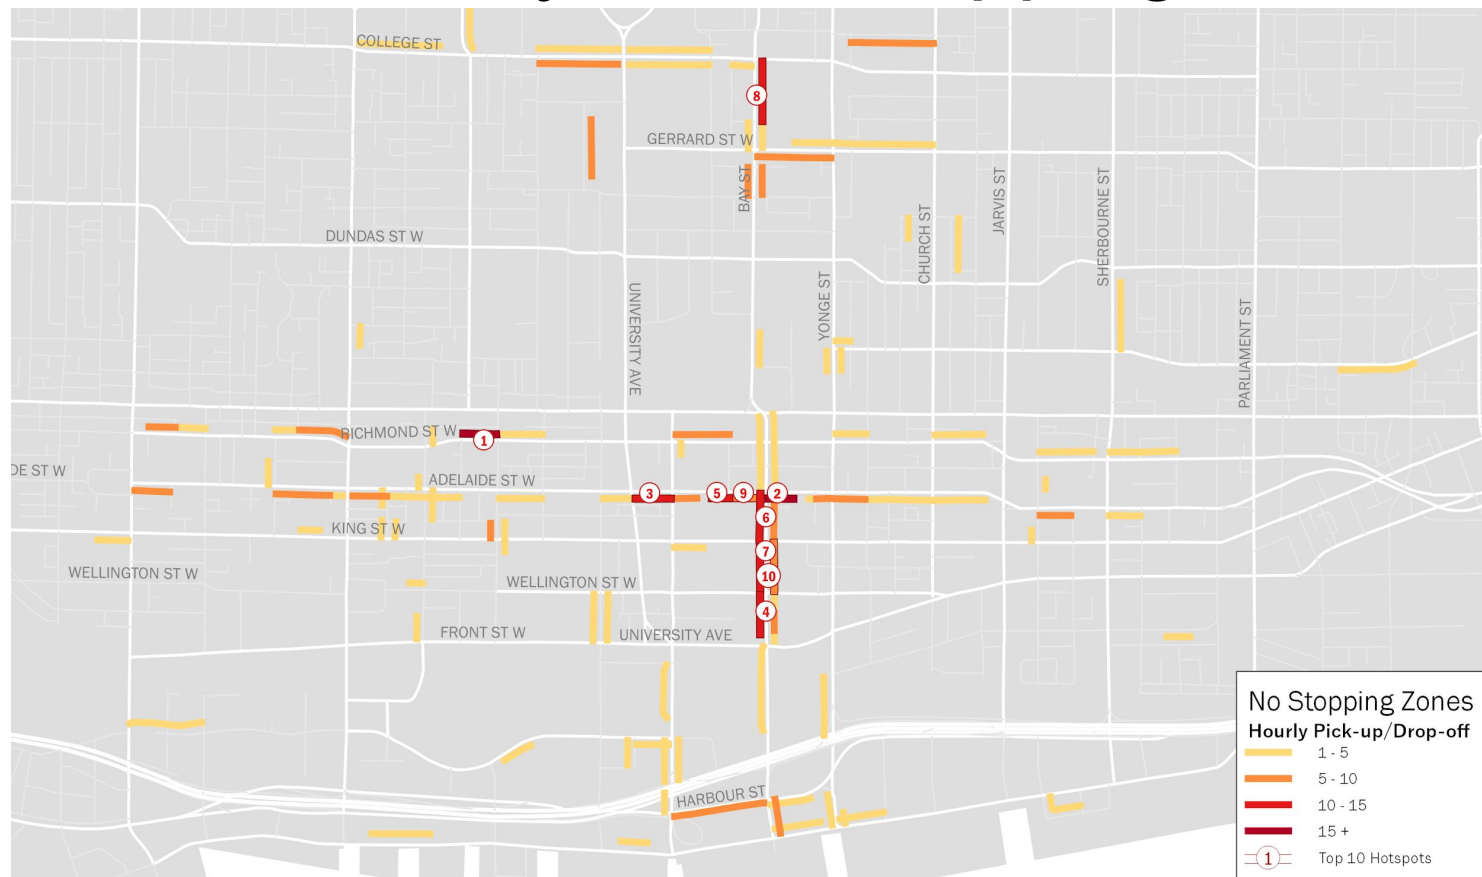 COLLEGE ST
8
GERRARD ST W
BAY ST
JARVIS ST
SHERBOURNE ST
CHURCH ST
DUNDAS ST W
YONGE ST
UNIVERSITY AVE
PARLIAMENT ST
RICHMOND ST W
1
DE ST W
ADELAIDE ST W
3
5
9
2
6
KING ST W
7
WELLINGTON ST W
WELLINGTON ST W
10
4
FRONT ST W
UNIVERSITY AVE
HARBOUR ST
No Stopping Zones
Hourly Pick-up/Drop-off
1 - 5
5 - 10
10 - 15
15 +
1 Top 10 Hotspots